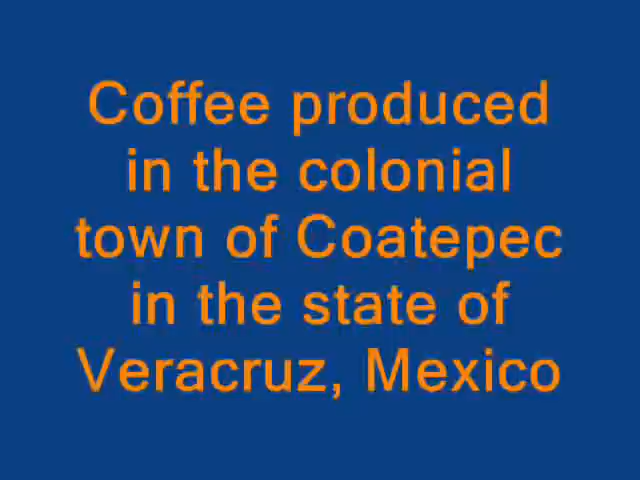 Coffee produced
in the colonial
town of Coatepec
in the state of
Veracruz, Mexico